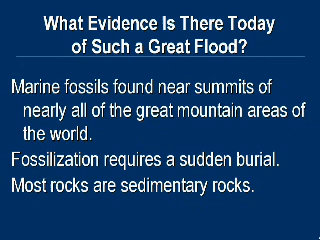 What Evidence Is There Today
of Such a Great Flood?
Marine fossils found near summits of
nearly all of the great mountain areas of
the world.
Fossilization requires a sudden burial.
Most rocks are sedimentary rocks.